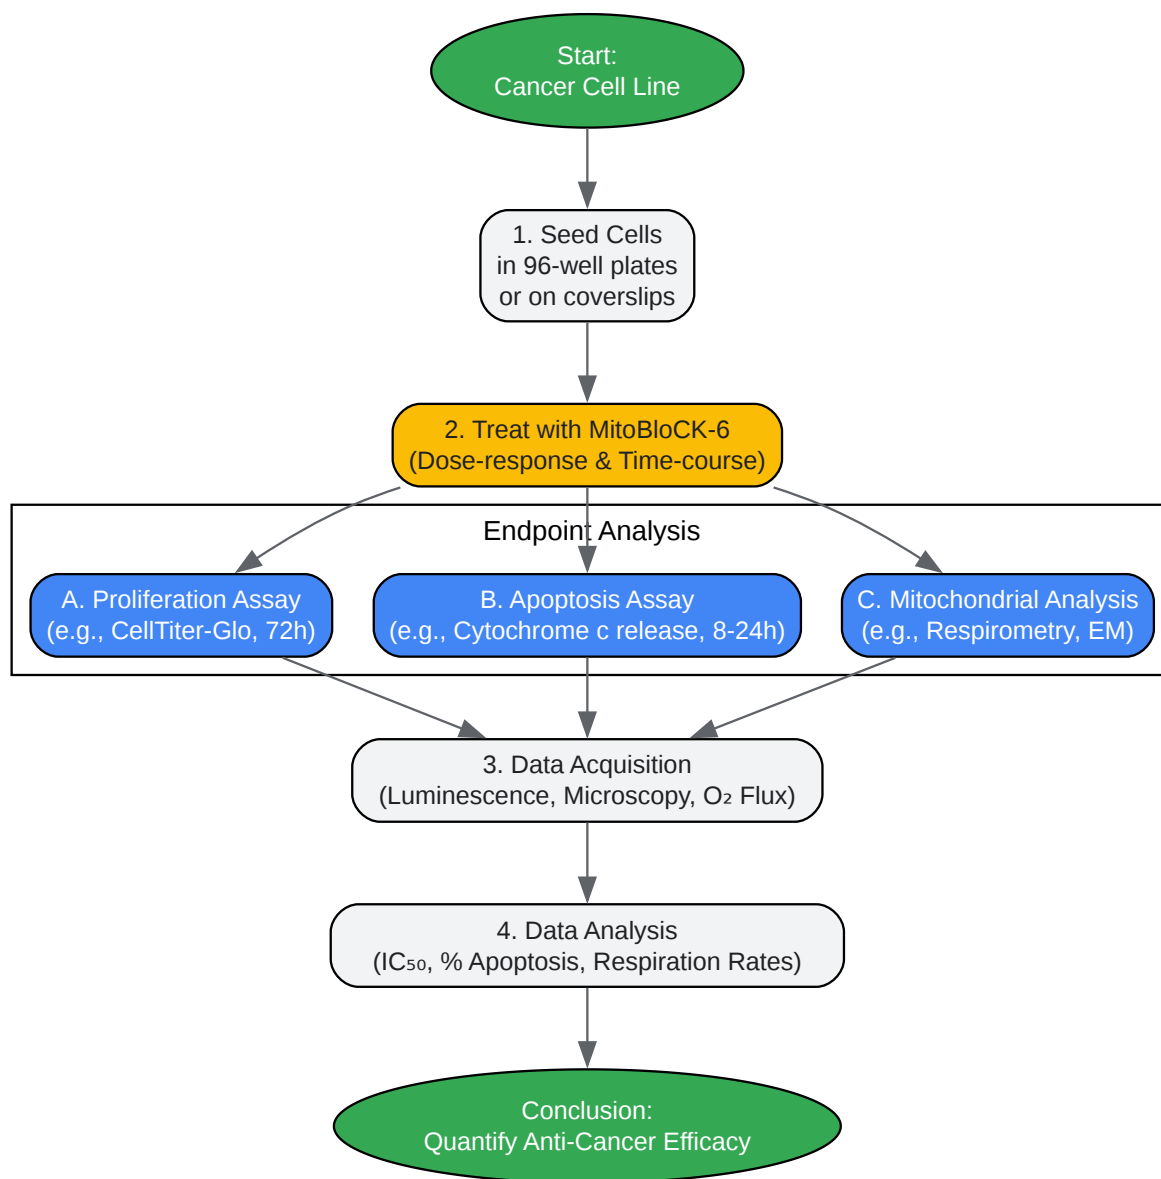 Start:
Cancer Cell Line
1. Seed Cells
in 96-well plates
or on coverslips
2. Treat with MitoBloCK-6
(Dose-response & Time-course)
Endpoint Analysis
A. Proliferation Assay
(e.g., CellTiter-Glo, 72h)
B. Apoptosis Assay
(e.g., Cytochrome c release, 8-24h)
C. Mitochondrial Analysis
(e.g., Respirometry, EM)
3. Data Acquisition
(Luminescence, Microscopy, O₂ Flux)
4. Data Analysis
(IC₅₀, % Apoptosis, Respiration Rates)
Conclusion:
Quantify Anti-Cancer Efficacy